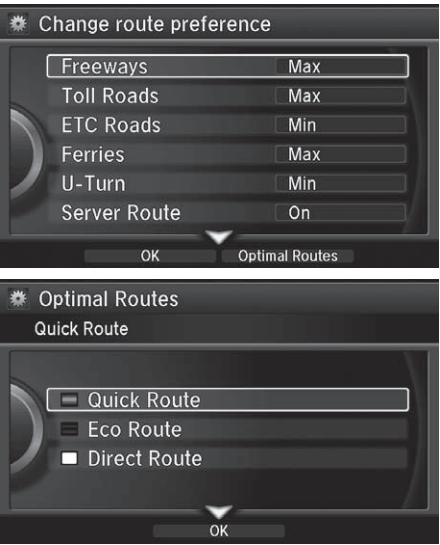 Change route preference
Freeways Max
Toll Roads Max
ETC Roads Min
Ferries Max
U-Turn Min
Server Route On
OK Optimal Routes
Optimal Routes
Quick Route
Quick Route
Eco Route
Direct Route
OK